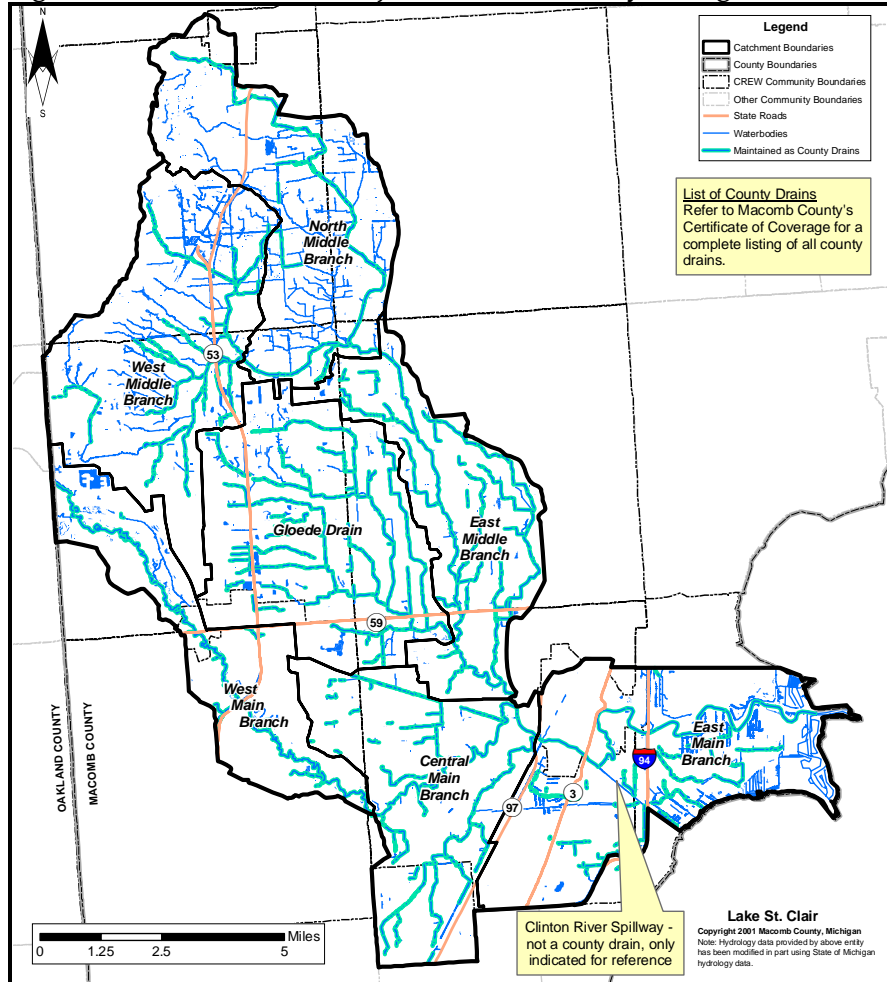 N
S
Legend
Catchment Boundaries
County Boundaries
CREW Community Boundaries
Other Community Boundaries
State Roads
Waterbodies
Maintained as County Drains
List of County Drains
Refer to Macomb County's
Certificate of Coverage for a
complete listing of all county
drains.
North
Middle
Branch
53
West
Middle
Branch
Gloede Drain
East
Middle
Branch
59
West
Main
Branch
OAKLAND COUNTY
MACOMB COUNTY
Central
Main
Branch
East
Main
Branch
94
97
3
Clinton River Spillway -
not a county drain, only
indicated for reference
Lake St. Clair
Copyright 2001 Macomb County, Michigan
Note: Hydrology data provided by above entity
has been modified in part using State of Michigan
hydrology data.
Miles
0 1.25 2.5 5